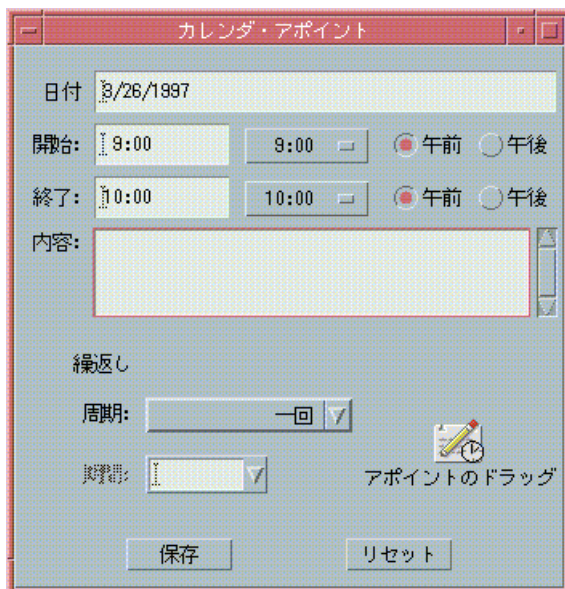 カレンダ・アポイント
日付 3/26/1997
開始: 9:00 9:00 午前 午後
終了: 10:00 10:00 午前 午後
内容:
繰返し
周期: 一回
期間:
アポイントのドラッグ
保存 リセット